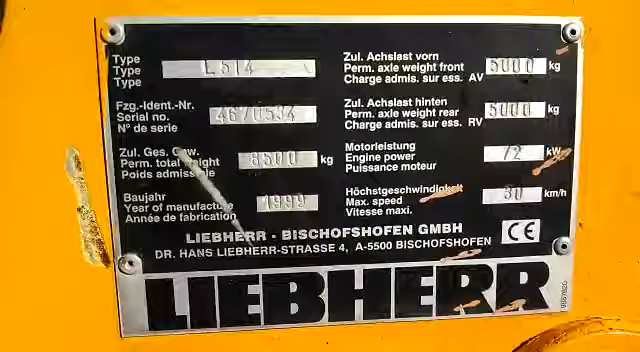 Type
Type
Type
L514
Fzg.-Ident.-Nr.
Serial no.
N° de serie
4670534
Zul. Ges. Gew.
Perm. total weight
Poids admissible
8500 kg
Baujahr
Year of manufacture
Année de fabrication
1999
Zul. Achslast vorn
Perm. axle weight front
Charge admis. sur ess. AV
5000 kg
Zul. Achslast hinten
Perm. axle weight rear
Charge admis. sur ess. RV
5000 kg
Motorleistung
Engine power
Puissance moteur
72 kW
Höchstgeschwindigkeit
Max. speed
Vitesse maxi.
30 km/h
LIEBHERR - BISCHOFSHOFEN GMBH
DR. HANS LIEBHERR-STRASSE 4, A-5500 BISCHOFSHOFEN
CE
LIEBHERR